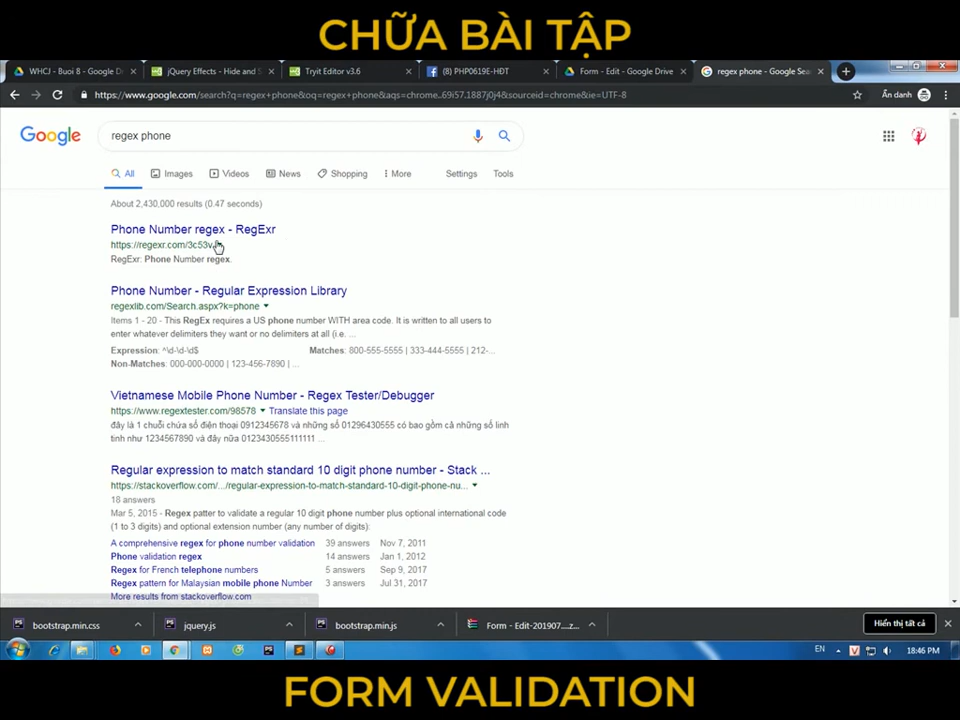 CHỮA BÀI TẬP
WHCJ - Buoi 8 - Google D
jQuery Effects - Hide and S
Tryit Editor v3.6
(8) PHP0619E-HĐT
Form - Edit - Google Drive
regex phone - Google Sea
https://www.google.com/search?q=regex+phone&oq=regex+phone&aqs=chrome..69i57.1887j0j4&sourceid=chrome&ie=UTF-8
Ẩn danh
Google
regex phone
All
Images
Videos
News
Shopping
More
Settings
Tools
About 2,430,000 results (0.47 seconds)
Phone Number regex - RegExr
https://regexr.com/3c53v
RegExr: Phone Number regex.
Phone Number - Regular Expression Library
regexlib.com/Search.aspx?k=phone
Items 1 - 20 - This RegEx requires a US phone number WITH area code. It is written to all users to
enter whatever delimiters they want or no delimiters at all (i.e. ...
Expression: ^\d-\d-\d$
Matches: 800-555-5555 | 333-444-5555 | 212-...
Non-Matches: 000-000-0000 | 123-456-7890 | ...
Vietnamese Mobile Phone Number - Regex Tester/Debugger
https://www.regextester.com/98578
Translate this page
đây là 1 chuỗi chứa số điện thoại 0912345678 và những số 01296430555 có bao gồm cả những số linh
tinh như 1234567890 và đây nữa 0123430555111111 ...
Regular expression to match standard 10 digit phone number - Stack ...
https://stackoverflow.com/.../regular-expression-to-match-standard-10-digit-phone-nu...
18 answers
Mar 5, 2015 - Regex patter to validate a regular 10 digit phone number plus optional international code
(1 to 3 digits) and optional extension number (any number of digits):
A comprehensive regex for phone number validation
39 answers
Nov 7, 2011
Phone validation regex
14 answers
Jan 1, 2012
Regex for French telephone numbers
5 answers
Sep 9, 2017
Regex pattern for Malaysian mobile phone Number
3 answers
Jul 31, 2017
More results from stackoverflow.com
bootstrap.min.css
jquery.js
bootstrap.min.js
Form - Edit-201907....z...
Hiển thị tất cả
EN
18:46 PM
FORM VALIDATION